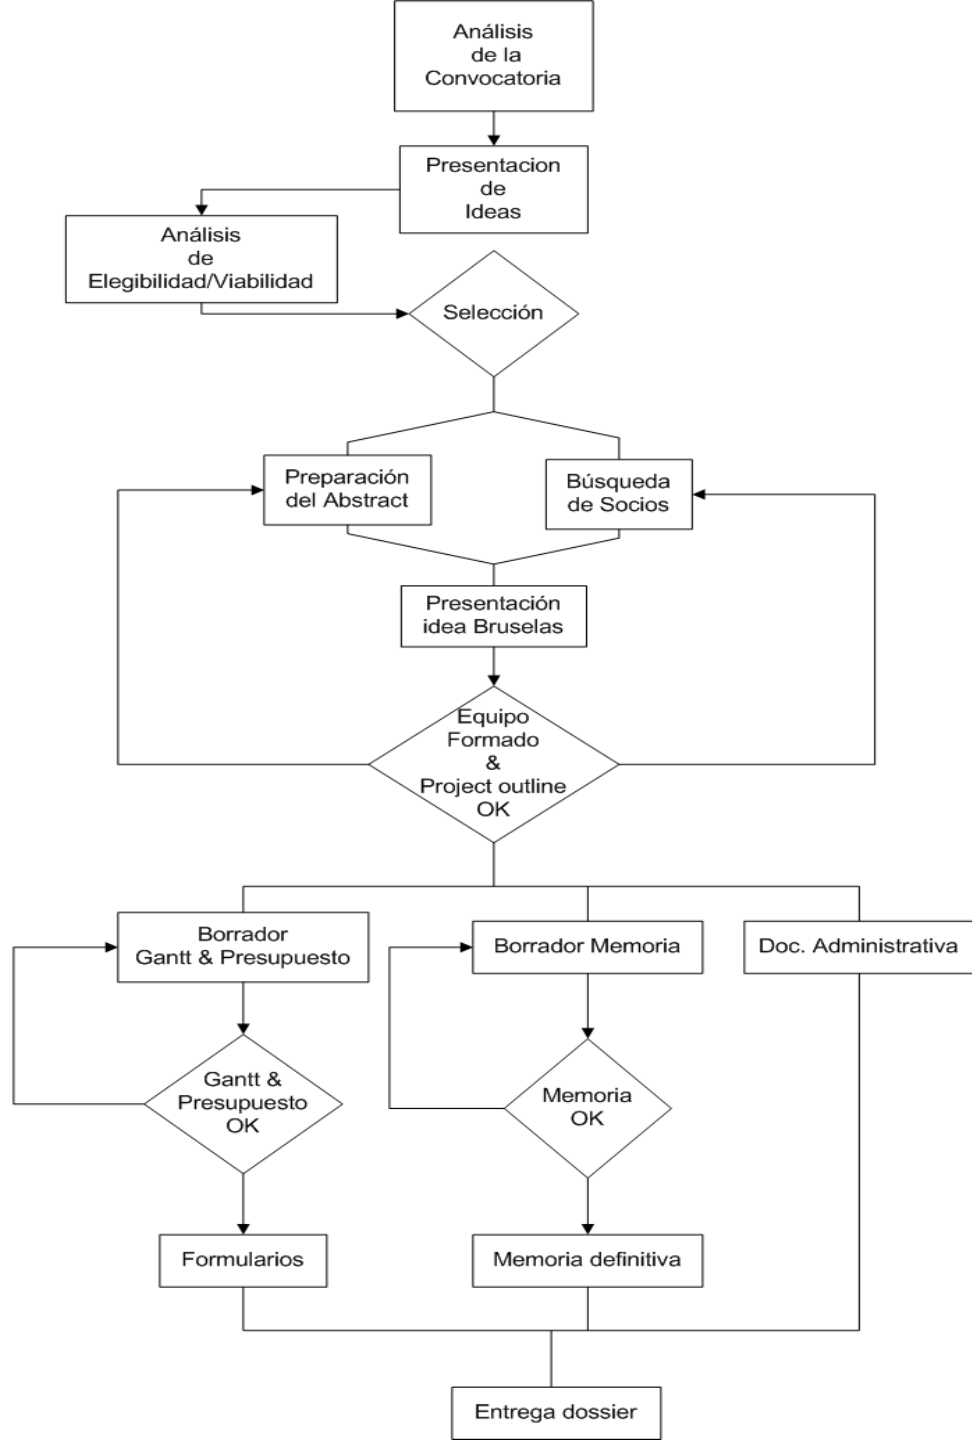 Análisis
de la
Convocatoria
Presentacion
de
Ideas
Análisis
de
Elegibilidad/Viabilidad
Selección
Preparación
del Abstract
Búsqueda
de Socios
Presentación
idea Bruselas
Equipo
Formado
&
Project outline
OK
Borrador
Gantt & Presupuesto
Borrador Memoria
Doc. Administrativa
Gantt &
Presupuesto
OK
Memoria
OK
Formularios
Memoria definitiva
Entrega dossier